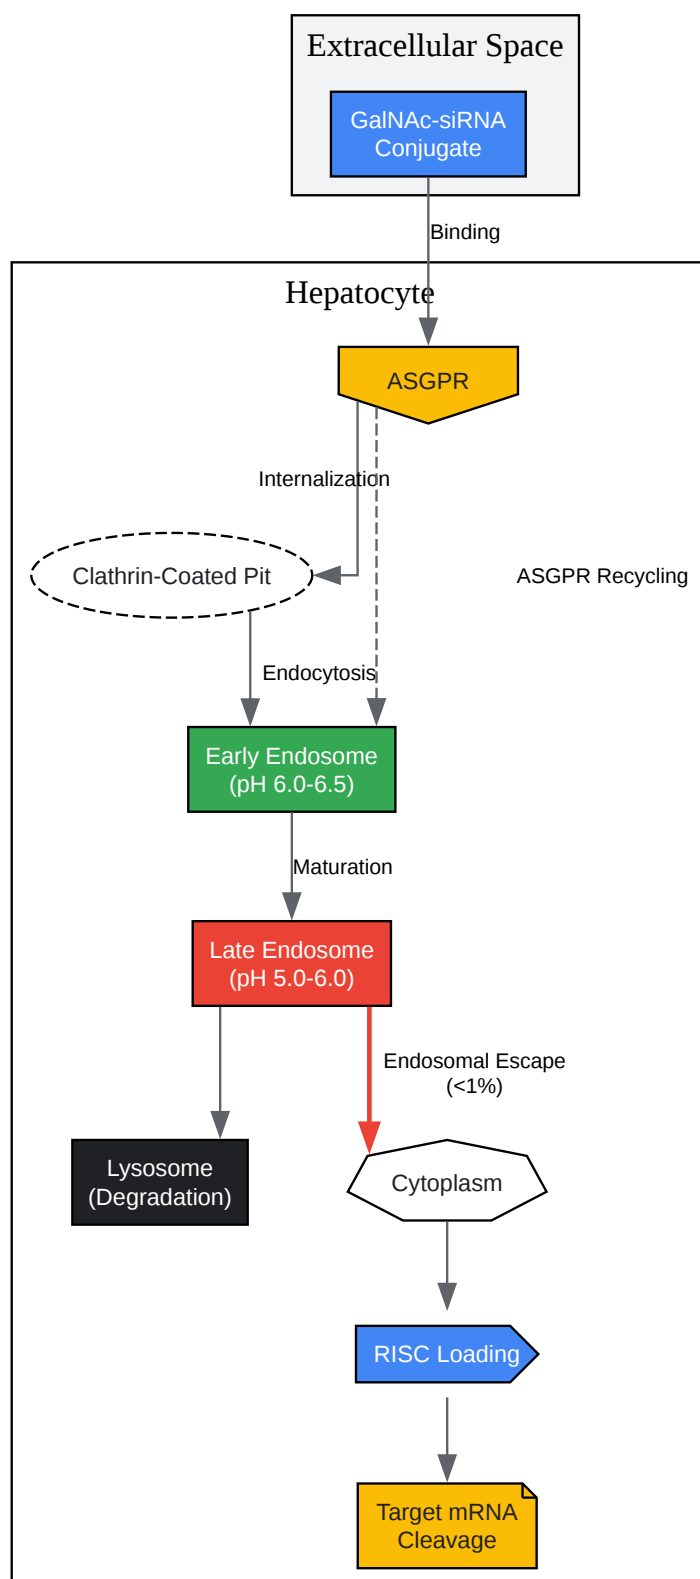 Extracellular Space
GalNAc-siRNA
Conjugate
Binding
Hepatocyte
ASGPR
Internalization
Clathrin-Coated Pit
ASGPR Recycling
Endocytosis
Early Endosome
(pH 6.0-6.5)
Maturation
Late Endosome
(pH 5.0-6.0)
Endosomal Escape
(<1%)
Lysosome
(Degradation)
Cytoplasm
RISC Loading
Target mRNA
Cleavage